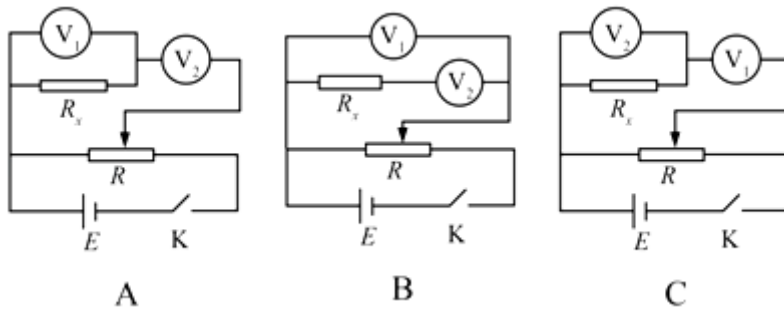 V1 V2 Rx R E K
V1 Rx V2 R E K
V2 V1 Rx R E K
A B C